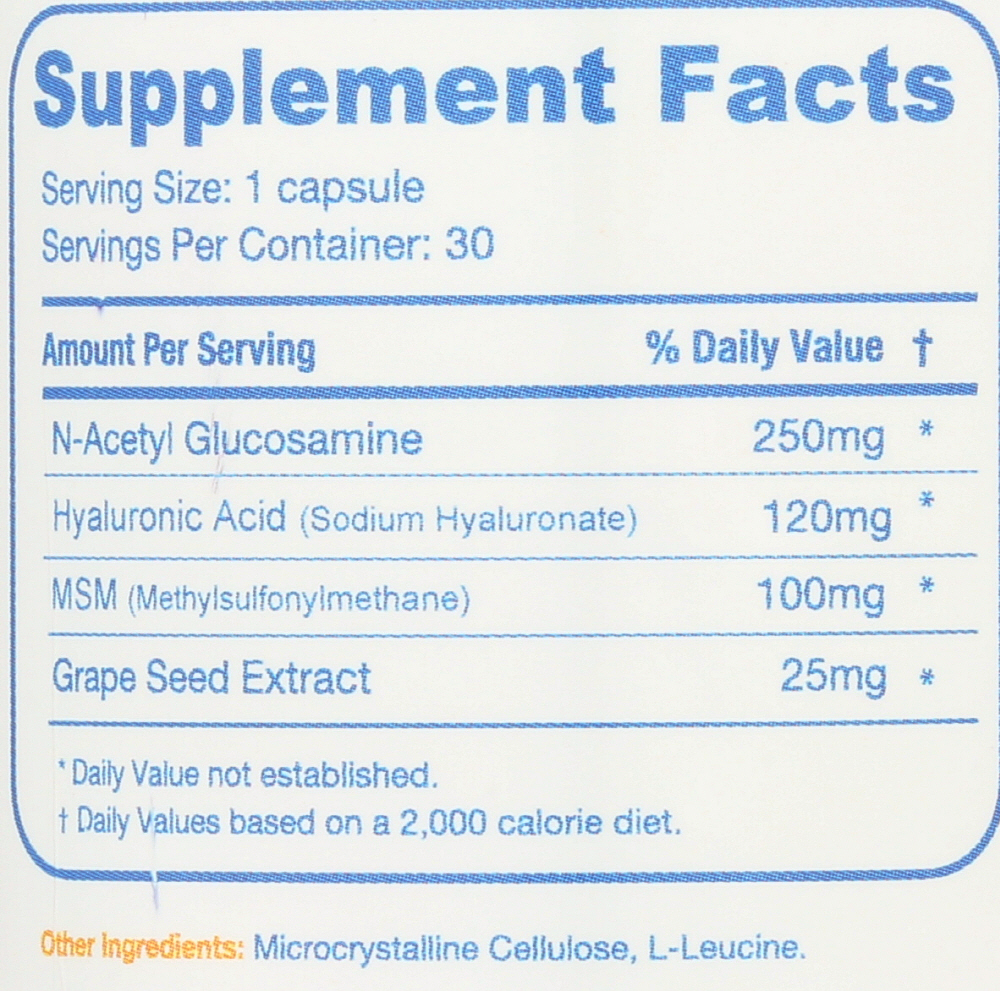 Supplement Facts
Serving Size: 1 capsule
Servings Per Container: 30
Amount Per Serving % Daily Value †
N-Acetyl Glucosamine 250mg *
Hyaluronic Acid (Sodium Hyaluronate) 120mg *
MSM (Methylsulfonylmethane) 100mg *
Grape Seed Extract 25mg *
* Daily Value not established.
† Daily Values based on a 2,000 calorie diet.
Other Ingredients: Microcrystalline Cellulose, L-Leucine.